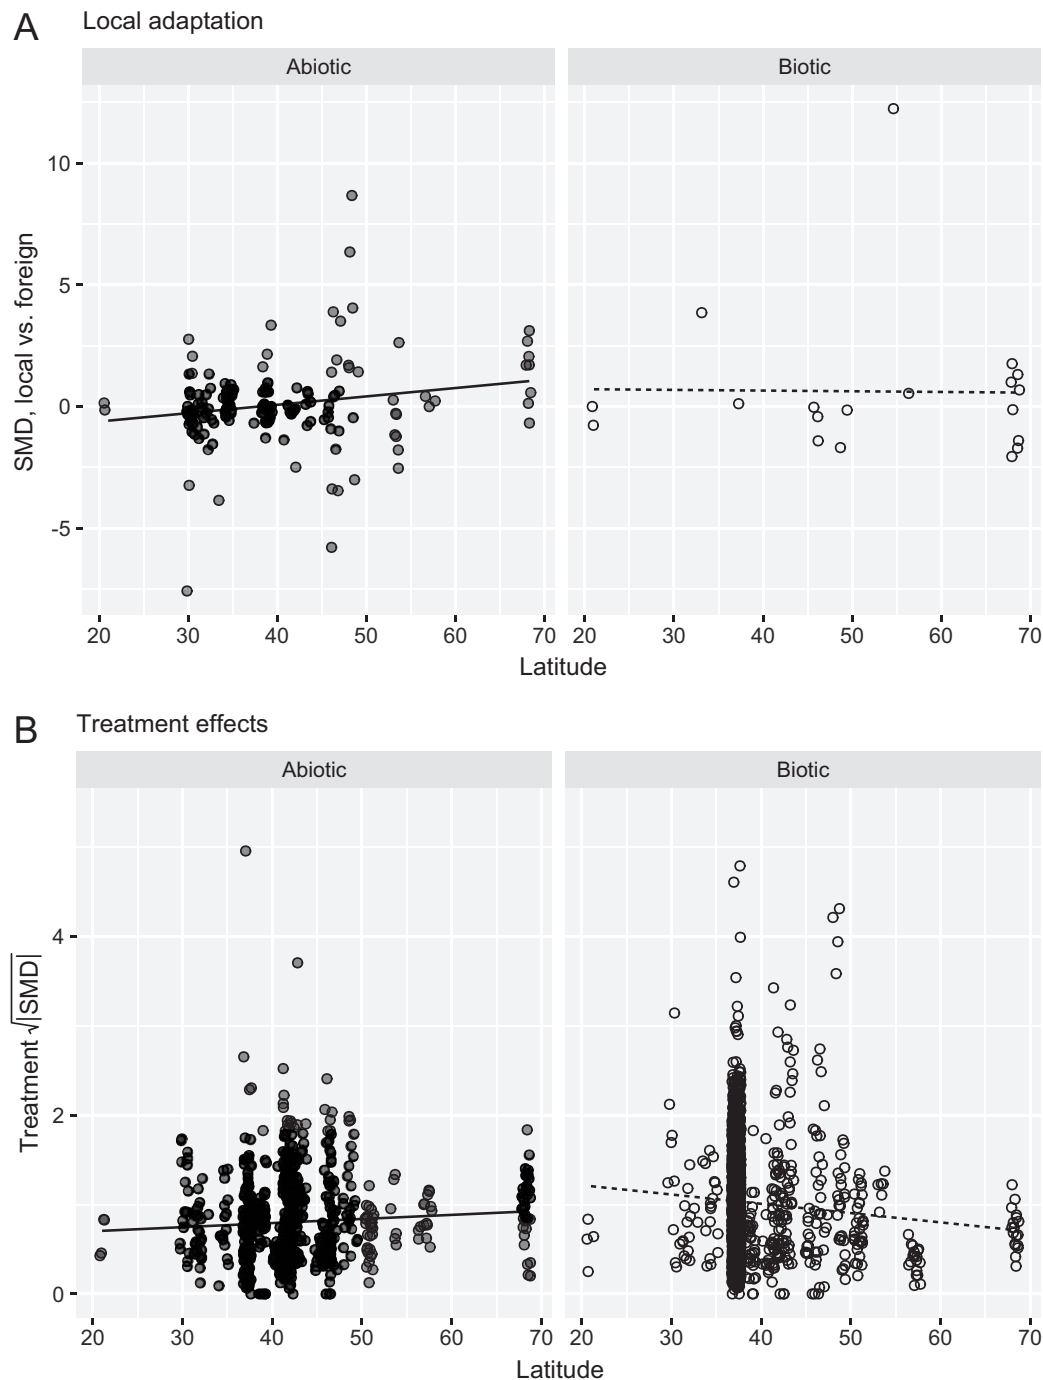 A Local adaptation
Abiotic
Biotic
SMD, local vs. foreign
10
5
0
-5
20 30 40 50 60 70
20 30 40 50 60 70
Latitude
B Treatment effects
Abiotic
Biotic
Treatment √|SMD|
4
2
0
20 30 40 50 60 70
20 30 40 50 60 70
Latitude